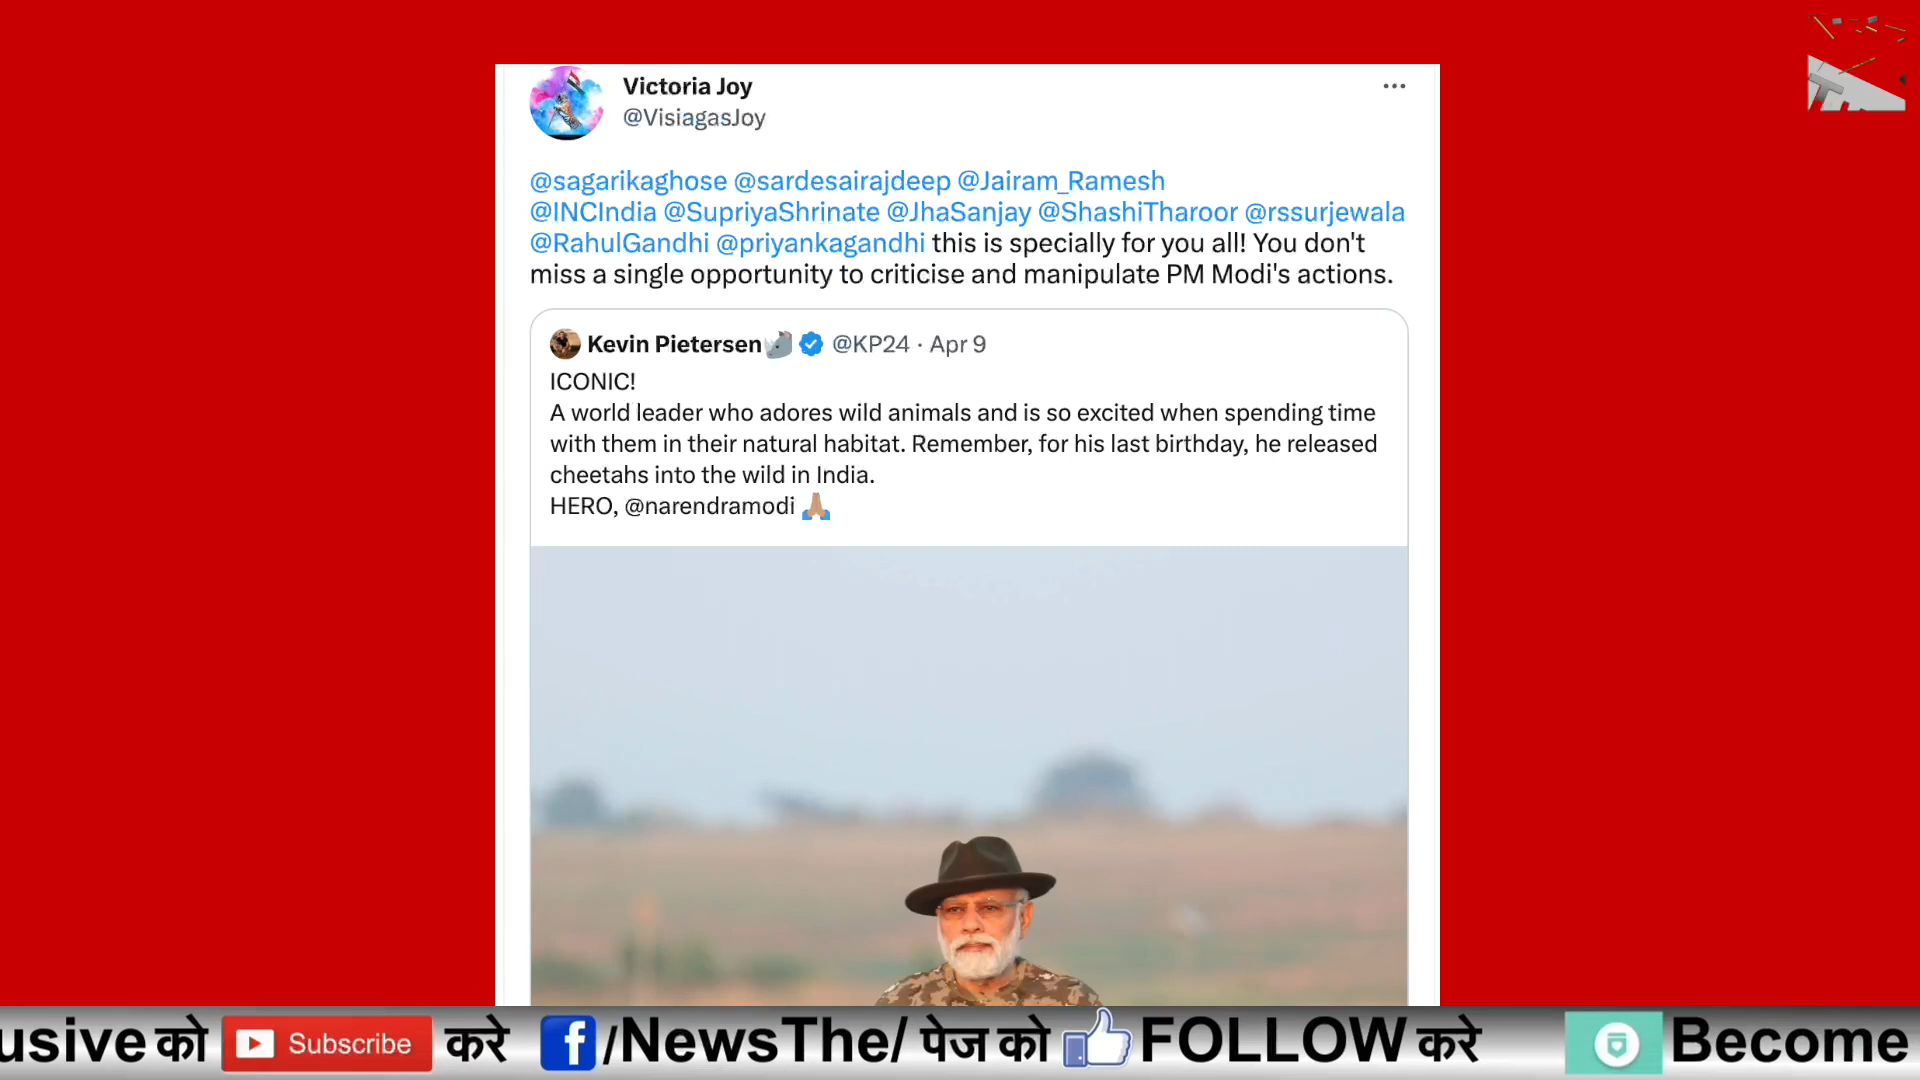 Victoria Joy
@VisiagasJoy
@sagarikaghose @sardesairajdeep @Jairam_Ramesh
@INCIndia @SupriyaShrinate @JhaSanjay @ShashiTharoor @rssurjewala
@RahulGandhi @priyankagandhi this is specially for you all! You don't
miss a single opportunity to criticise and manipulate PM Modi's actions.
Kevin Pietersen🦏 @KP24 · Apr 9
ICONIC!
A world leader who adores wild animals and is so excited when spending time
with them in their natural habitat. Remember, for his last birthday, he released
cheetahs into the wild in India.
HERO, @narendramodi 🙏🏽
usive को Subscribe करे f/NewsThe/ पेज को FOLLOW करे Become